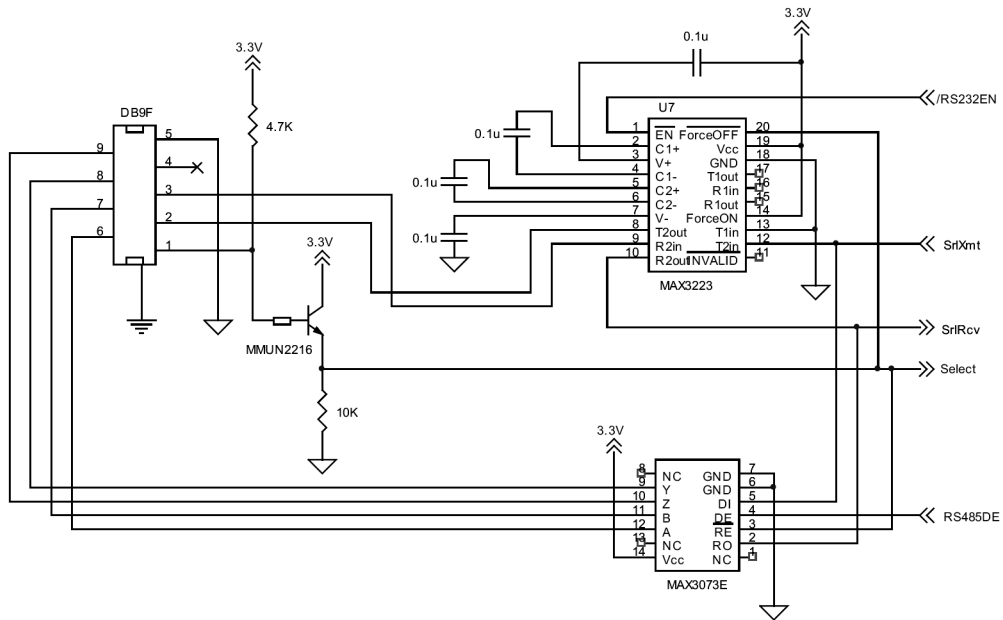 3.3V
0.1u
3.3V
/RS232EN
DB9F
4.7K
U7
5
9
4
8
3
7
2
6
1
0.1u
0.1u
0.1u
1 EN ForceOFF 20
2 C1+ Vcc 19
3 V+ GND 18
4 C1- T1out 17
5 C2+ R1in 16
6 C2- R1out 15
7 V- ForceON 14
8 T2out T1in 13
9 R2in T2in 12
10 R2out INVALID 11
MAX3223
SrlXmt
3.3V
MMUN2216
SrlRcv
Select
10K
3.3V
8 NC GND 7
9 Y GND 6
10 Z DI 5
11 B DE 4
12 A RE 3
13 NC RO 2
14 Vcc NC 1
MAX3073E
RS485DE